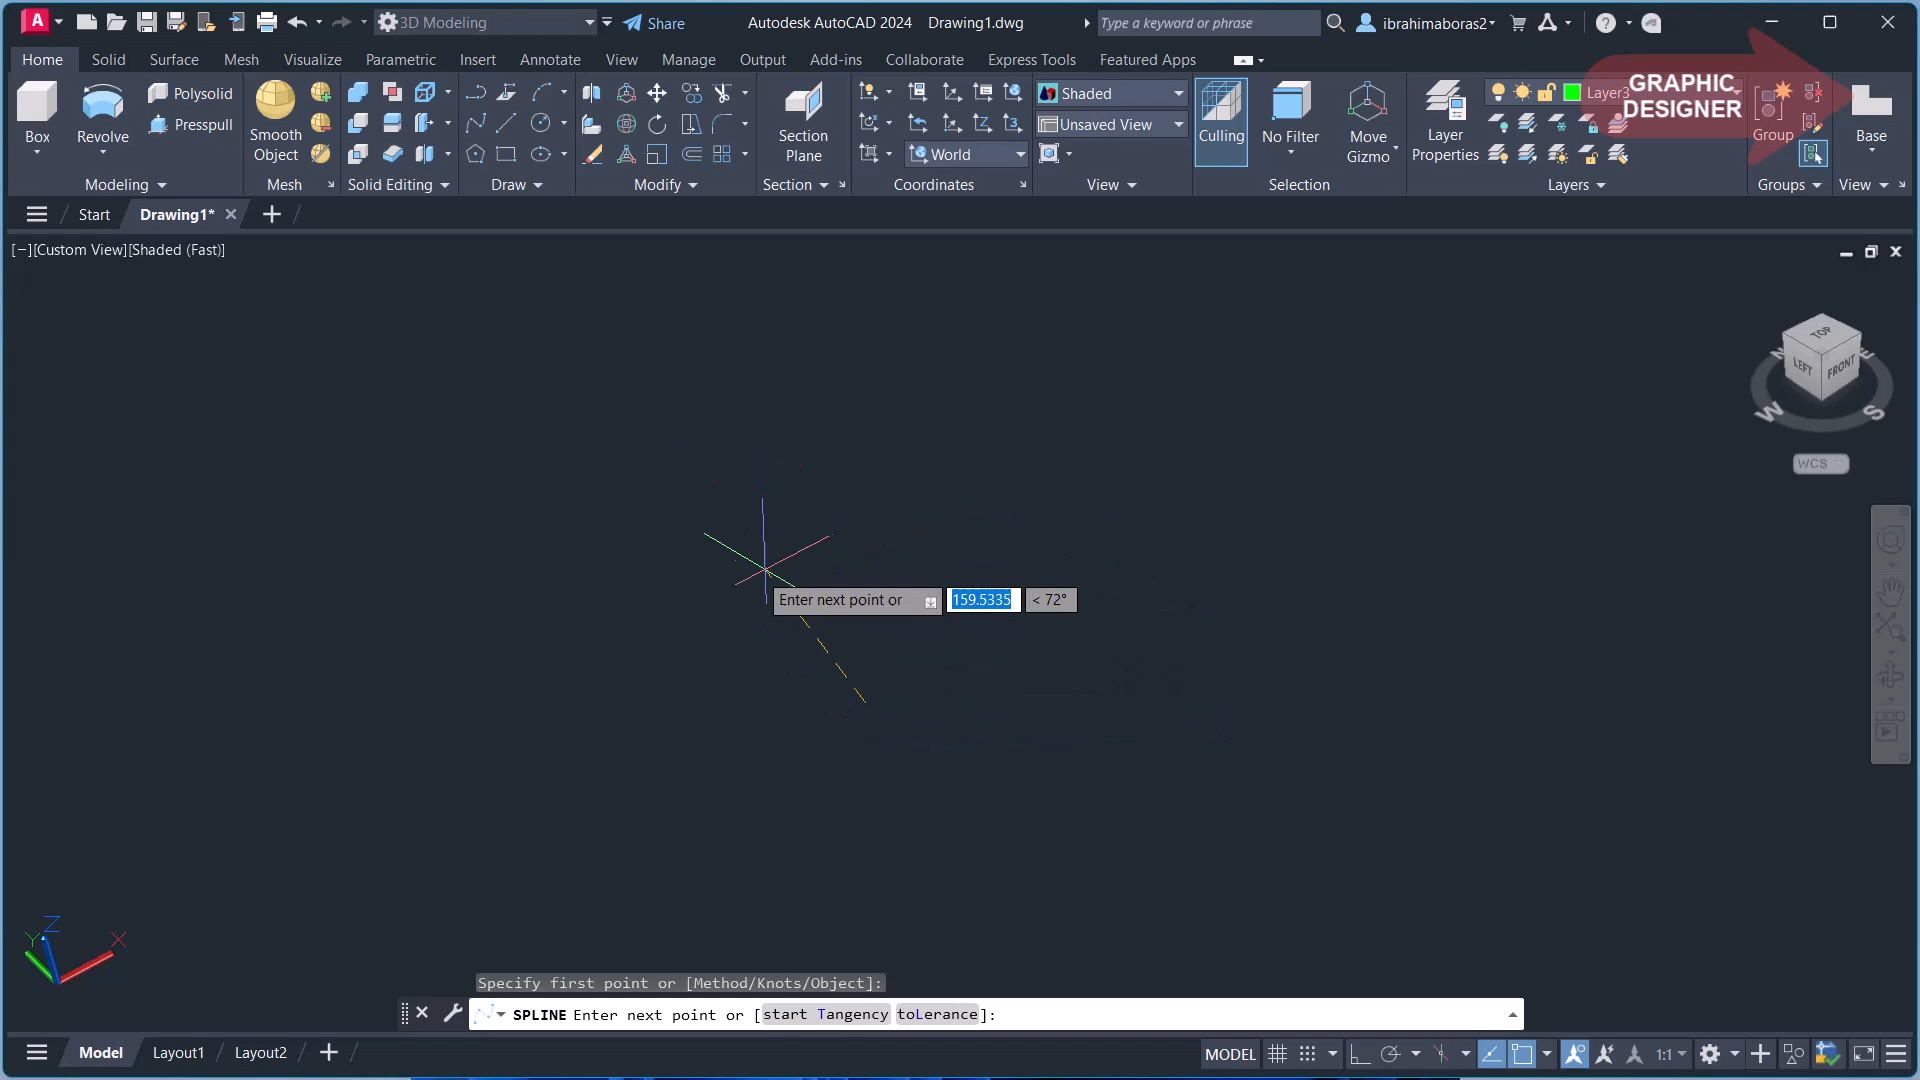 A 3D Modeling Share Autodesk AutoCAD 2024 Drawing1.dwg Type a keyword or phrase ibrahimaboras2
Home Solid Surface Mesh Visualize Parametric Insert Annotate View Manage Output Add-ins Collaborate Express Tools Featured Apps
GRAPHIC
DESIGNER
Box Revolve Polysolid Presspull
Smooth
Object
Section
Plane
World
Shaded
Unsaved View
Culling No Filter
Move
Gizmo
Layer
Properties
Layer3
Group
Base
Modeling Mesh Solid Editing Draw Modify Section Coordinates View Selection Layers Groups View
Start Drawing1*
[−][Custom View][Shaded (Fast)]
TOP
LEFT FRONT
N E
W S
WCS
Enter next point or 159.5335 < 72°
Z
Y X
Specify first point or [Method/Knots/Object]:
SPLINE Enter next point or [start Tangency toLerance]:
Model Layout1 Layout2 MODEL 1:1